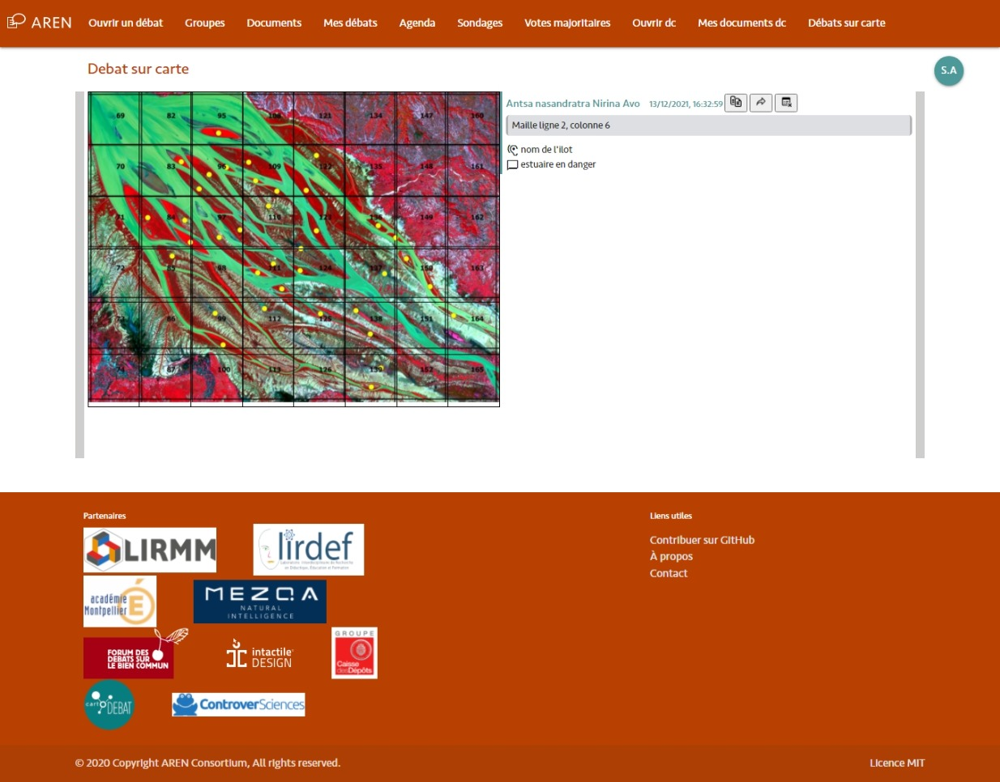 AREN Ouvrir un débat Groupes Documents Mes débats Agenda Sondages Votes majoritaires Ouvrir dc Mes documents dc Débats sur carte
Debat sur carte
S.A
69 82 95 108 121 134 147 160
70 83 96 109 122 135 148 161
71 84 97 110 123 136 149 162
72 85 98 111 124 137 150 163
73 86 99 112 125 138 151 164
74 87 100 113 126 139 152 165
Antsa nasandratra Nirina Avo 13/12/2021, 16:32:59
Maille ligne 2, colonne 6
nom de l'ilot
estuaire en danger
Partenaires
LIRMM
lirdef
académie
Montpellier
MEZOA
NATURAL
INTELLIGENCE
FORUM DES
DEBATS SUR
LE BIEN COMMUN
intactile
DESIGN
GROUPE
Caisse
desDépôts
cartODEBAT
ControverSciences
Liens utiles
Contribuer sur GitHub
À propos
Contact
© 2020 Copyright AREN Consortium, All rights reserved.
Licence MIT